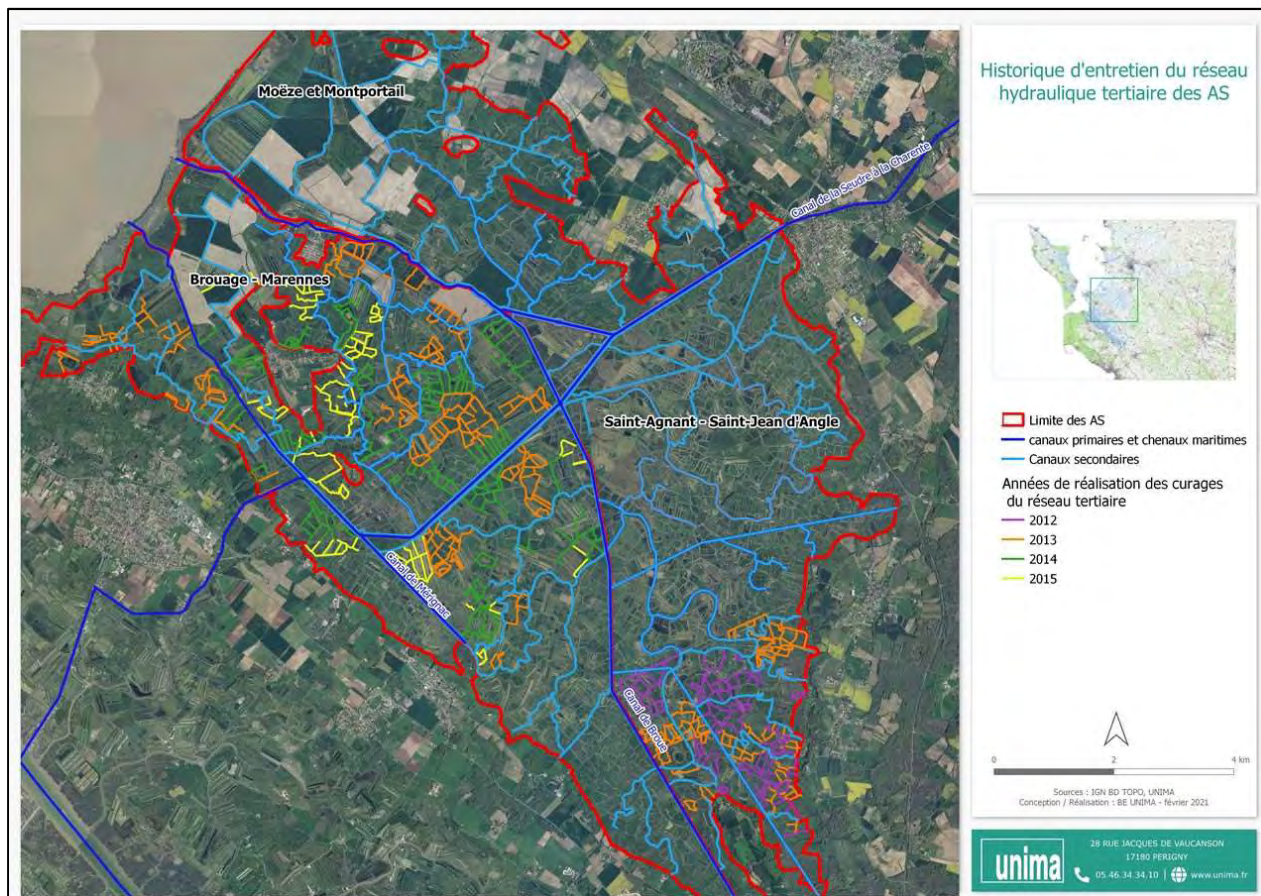 Historique d'entretien du réseau
hydraulique tertiaire des AS
Moëze et Montportail
Canal de la Seudre à la Charente
Brouage - Marennes
Saint-Agnant - Saint-Jean d'Angle
Canal de Mérignac
Canal de Broue
Limite des AS
canaux primaires et chenaux maritimes
Canaux secondaires
Années de réalisation des curages
du réseau tertiaire
2012
2013
2014
2015
0 2 4 km
Sources : IGN BD TOPO, UNIMA
Conception / Réalisation : BE UNIMA - février 2021
unima
28 RUE JACQUES DE VAUCANSON
17180 PERIGNY
05.46.34.34.10 | www.unima.fr